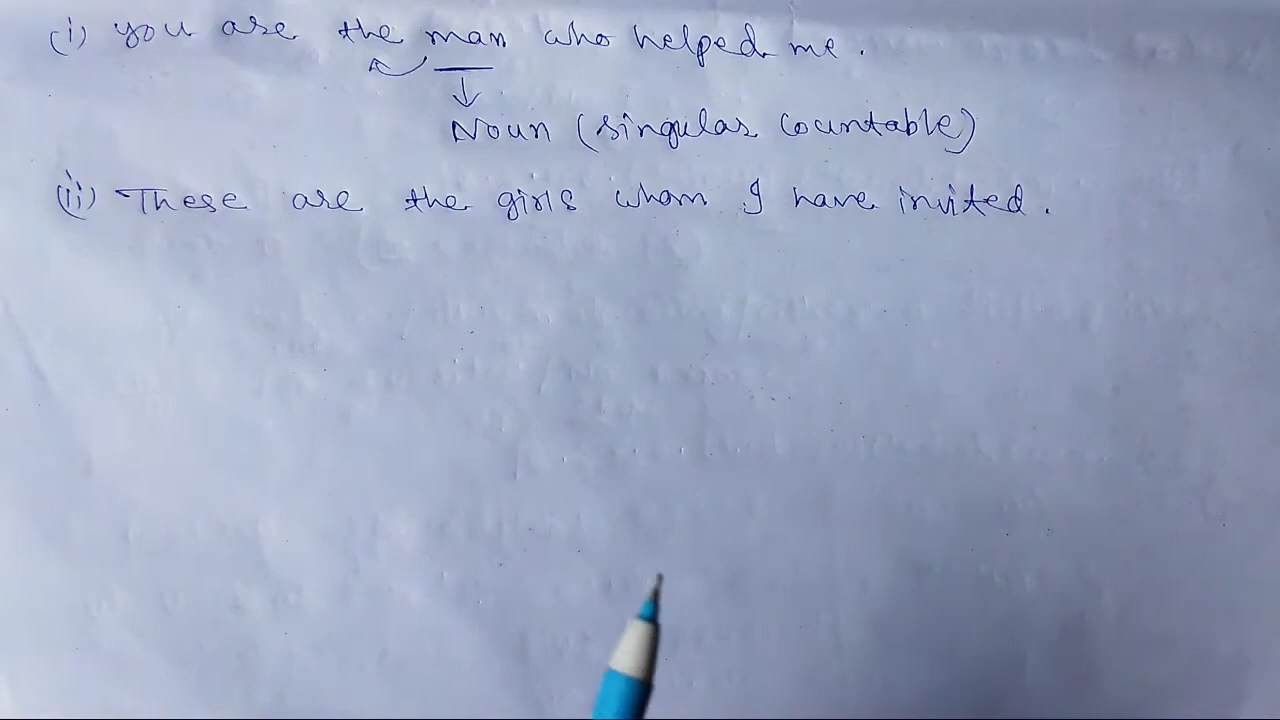 (i) you are the man who helped me.
Noun (singular countable)
(ii) These are the girls whom I have invited.